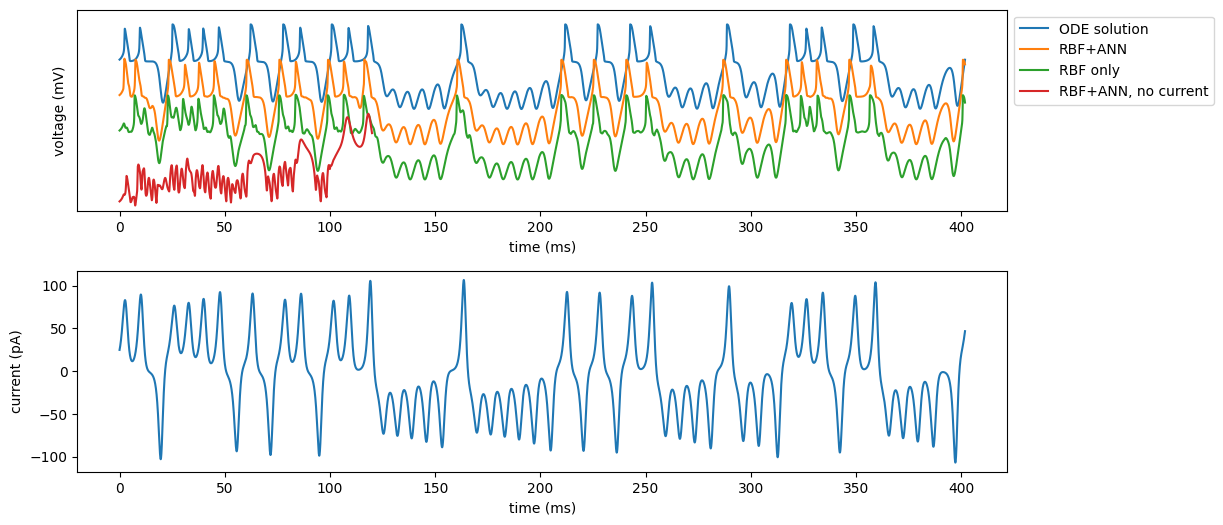 voltage (mV)
0 50 100 150 200 250 300 350 400
time (ms)
ODE solution
RBF+ANN
RBF only
RBF+ANN, no current
current (pA)
100
50
0
−50
−100
0 50 100 150 200 250 300 350 400
time (ms)